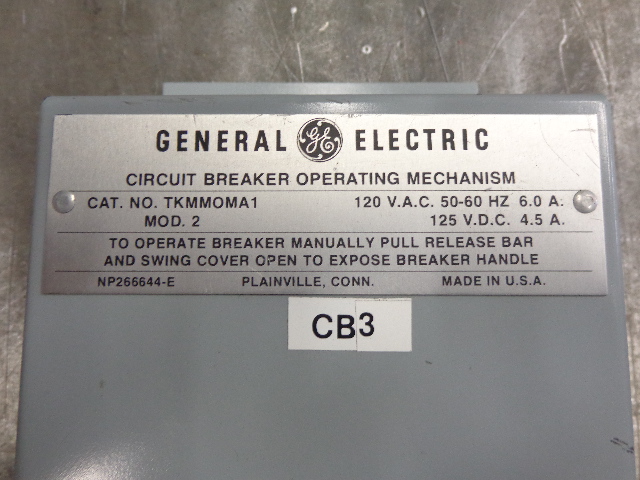 GENERAL GE ELECTRIC
CIRCUIT BREAKER OPERATING MECHANISM
CAT. NO. TKMMOMA1 120 V.A.C. 50-60 HZ 6.0 A.
MOD. 2 125 V.D.C. 4.5 A.
TO OPERATE BREAKER MANUALLY PULL RELEASE BAR
AND SWING COVER OPEN TO EXPOSE BREAKER HANDLE
NP266644-E PLAINVILLE, CONN. MADE IN U.S.A.
CB3